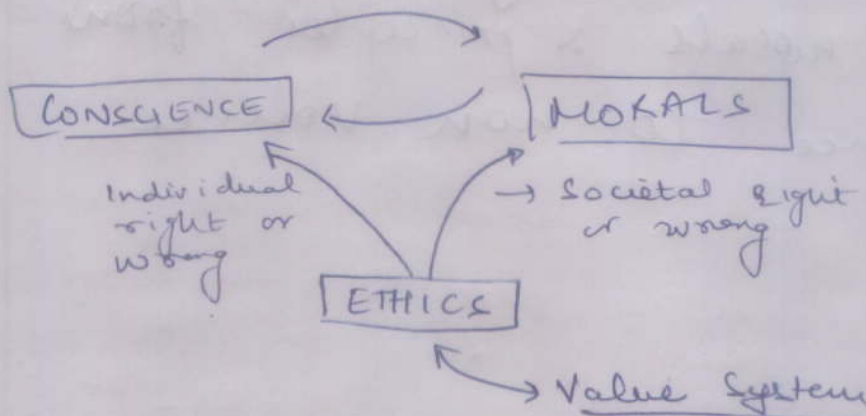 CONSCIENCE
MORALS
Individual
right or
wrong
→ Societal right
or wrong
ETHICS
Value System